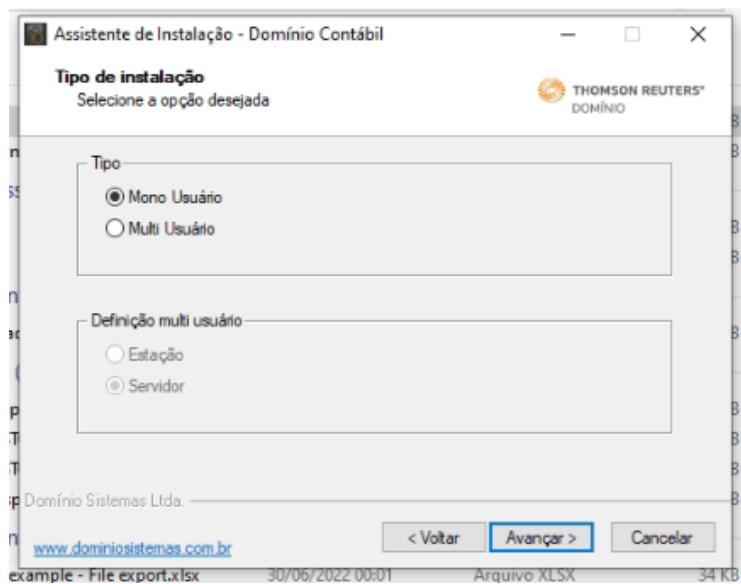 Assistente de Instalação - Domínio Contábil
Tipo de instalação
Selecione a opção desejada
THOMSON REUTERS®
DOMÍNIO
Tipo
Mono Usuário
Multi Usuário
Definição multi usuário
Estação
Servidor
Domínio Sistemas Ltda.
www.dominiosistemas.com.br
< Voltar
Avançar >
Cancelar
example - File export.xlsx 30/06/2022 00:01 Arquivo XLSX 34 KB